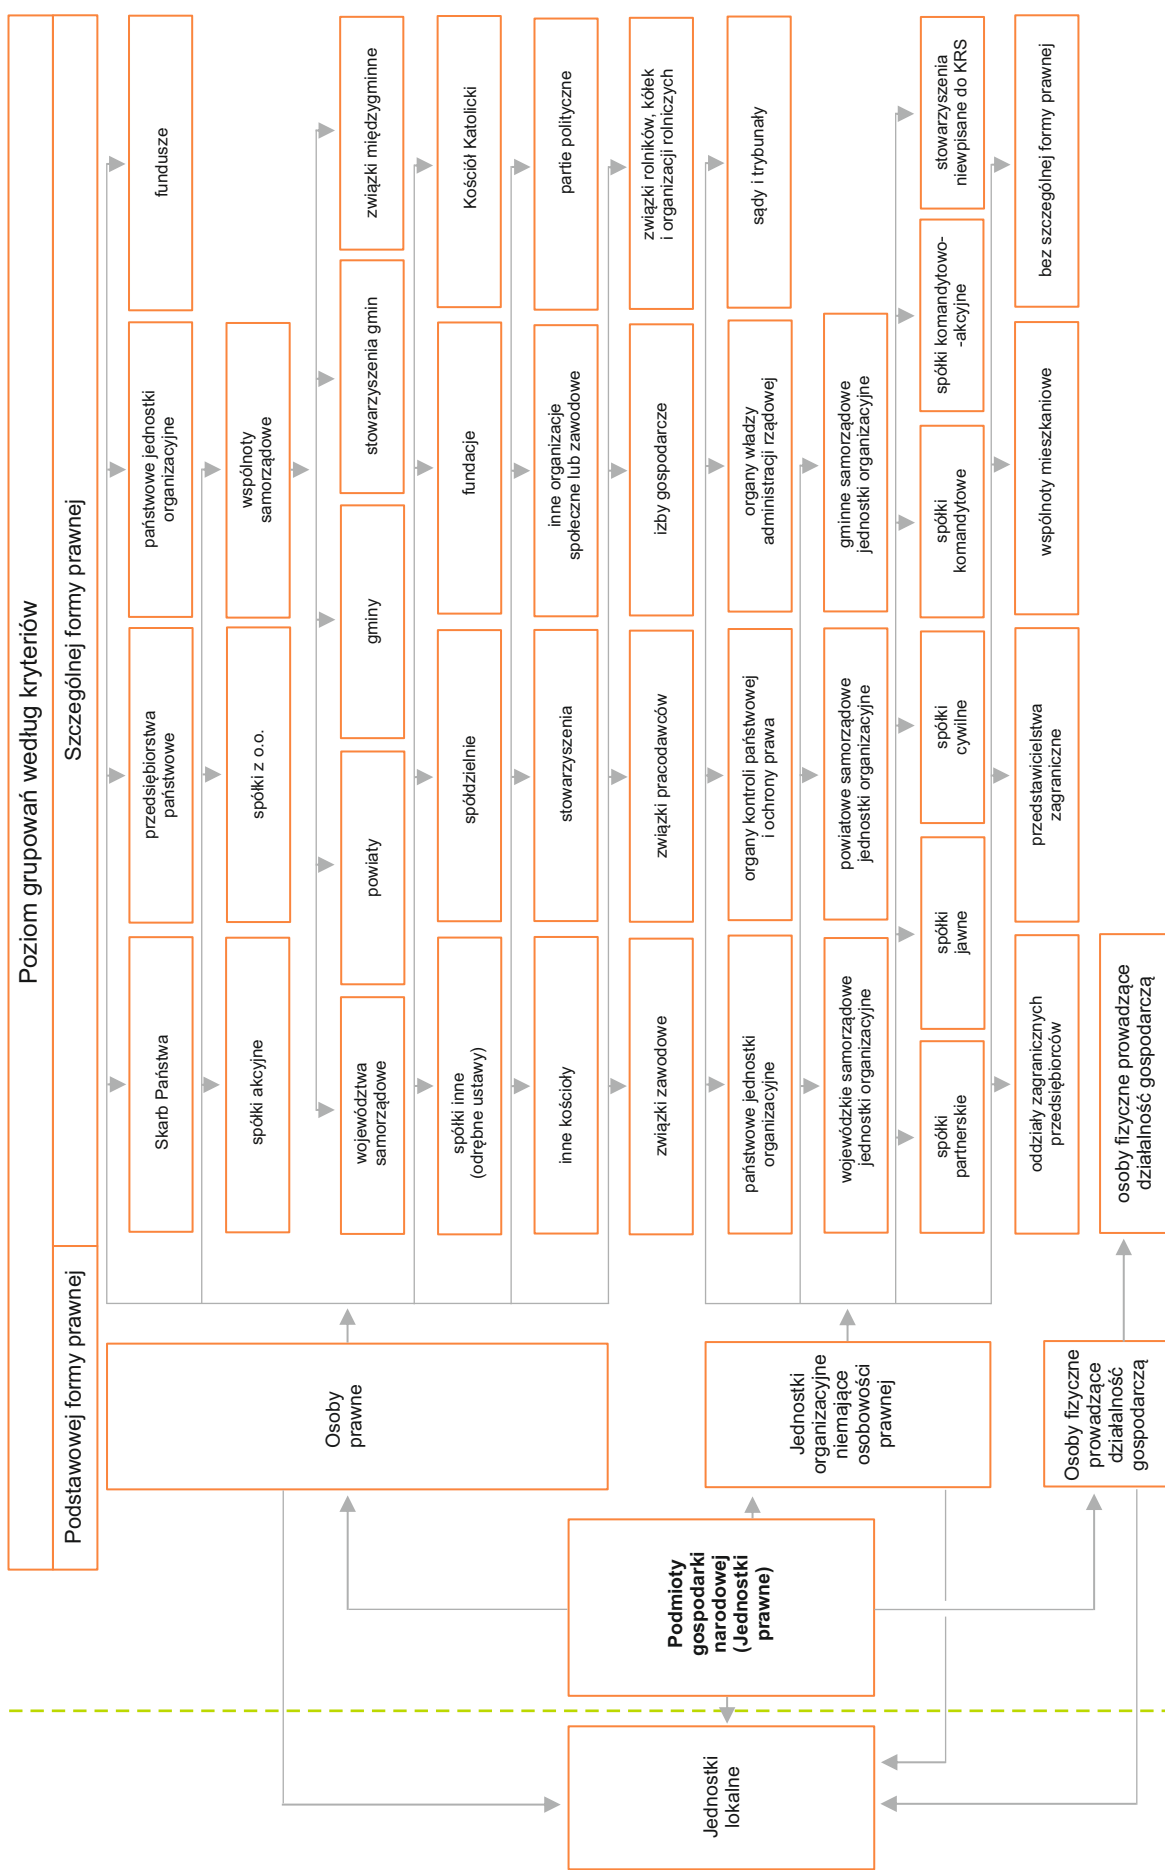 Poziom grupowań według kryteriów
Podstawowej formy prawnej
Szczególnej formy prawnej
Skarb Państwa
przedsiębiorstwa
państwowe
państwowe jednostki
organizacyjne
fundusze
spółki akcyjne
spółki z o.o.
wspólnoty
samorządowe
województwa
samorządowe
powiaty
gminy
stowarzyszenia gmin
związki międzygminne
Osoby
prawne
spółki inne
(odrębne ustawy)
spółdzielnie
fundacje
Kościół Katolicki
inne kościoły
stowarzyszenia
inne organizacje
społeczne lub zawodowe
partie polityczne
związki zawodowe
związki pracodawców
izby gospodarcze
związki rolników, kółek
i organizacji rolniczych
Jednostki
lokalne
Podmioty
gospodarki
narodowej
(Jednostki
prawne)
Jednostki
organizacyjne
niemające
osobowości
prawnej
państwowe jednostki
organizacyjne
organy kontroli państwowej
i ochrony prawa
organy władzy
administracji rządowej
sądy i trybunały
wojewódzkie samorządowe
jednostki organizacyjne
powiatowe samorządowe
jednostki organizacyjne
gminne samorządowe
jednostki organizacyjne
spółki
partnerskie
spółki
jawne
spółki
cywilne
spółki
komandytowe
spółki komandytowo-
-akcyjne
stowarzyszenia
niewpisane do KRS
oddziały zagranicznych
przedsiębiorców
przedstawicielstwa
zagraniczne
wspólnoty mieszkaniowe
bez szczególnej formy prawnej
Osoby fizyczne
prowadzące
działalność
gospodarczą
osoby fizyczne prowadzące
działalność gospodarczą